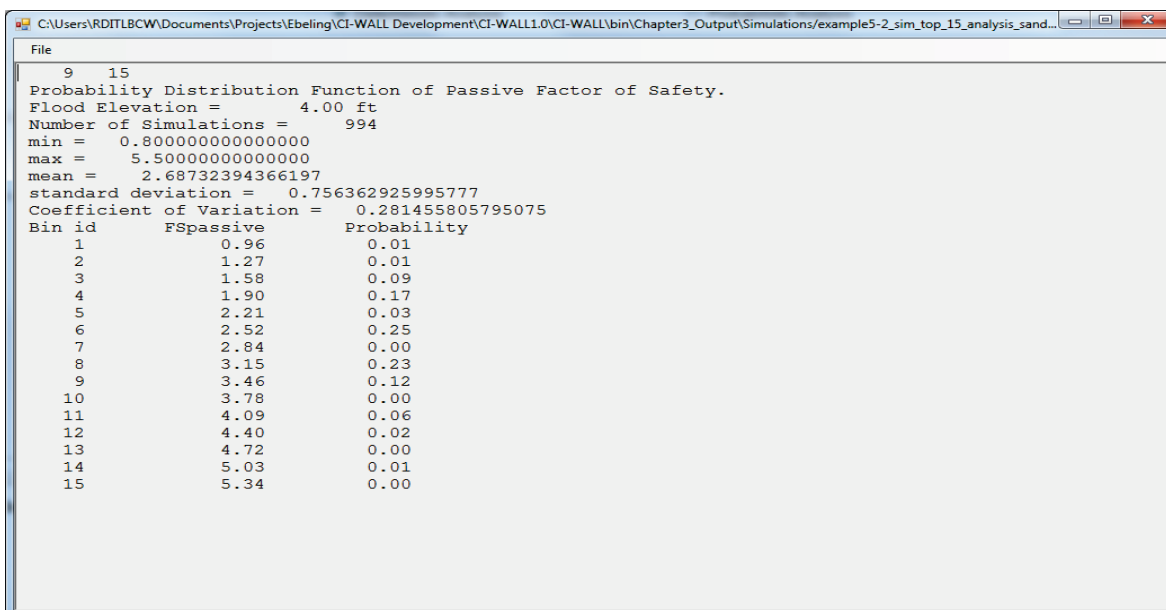 C:\Users\RDITLBCW\Documents\Projects\Ebeling\CI-WALL Development\CI-WALL1.0\CI-WALL\bin\Chapter3_Output\Simulations/example5-2_sim_top_15_analysis_sand...
File
9 15
Probability Distribution Function of Passive Factor of Safety.
Flood Elevation = 4.00 ft
Number of Simulations = 994
min = 0.800000000000000
max = 5.50000000000000
mean = 2.68732394366197
standard deviation = 0.756362925995777
Coefficient of Variation = 0.281455805795075
Bin id FSpassive Probability
1 0.96 0.01
2 1.27 0.01
3 1.58 0.09
4 1.90 0.17
5 2.21 0.03
6 2.52 0.25
7 2.84 0.00
8 3.15 0.23
9 3.46 0.12
10 3.78 0.00
11 4.09 0.06
12 4.40 0.02
13 4.72 0.00
14 5.03 0.01
15 5.34 0.00